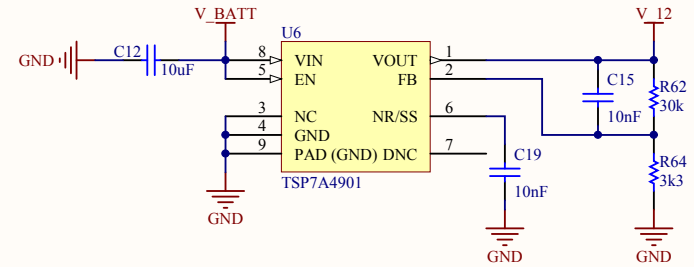 V_BATT
V_12
U6
C12
GND
10uF
8 VIN
VOUT 1
5 EN
FB 2
C15
10nF
R62
30k
3 NC
NR/SS 6
4 GND
9 PAD (GND)
DNC 7
C19
10nF
R64
3k3
TSP7A4901
GND
GND
GND